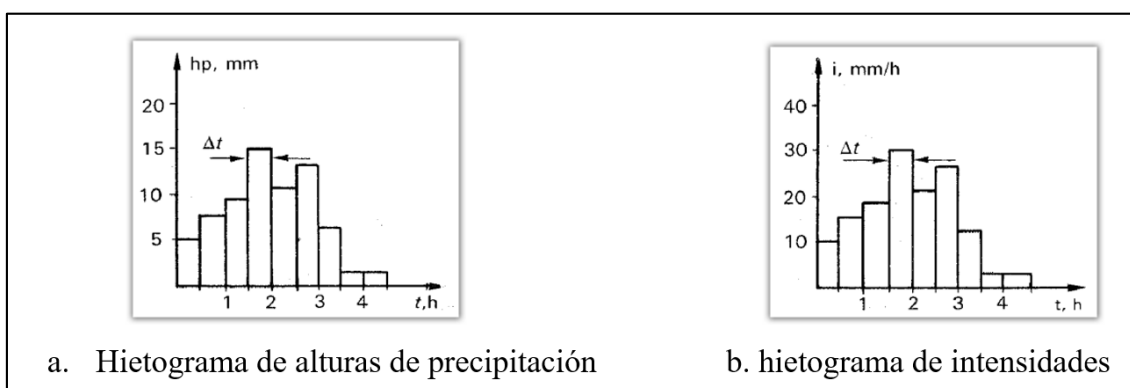 hp, mm
20
15
10
5
Δt
1 2 3 4 t,h
i, mm/h
40
30
20
10
Δt
1 2 3 4 t, h
a. Hietograma de alturas de precipitación
b. hietograma de intensidades